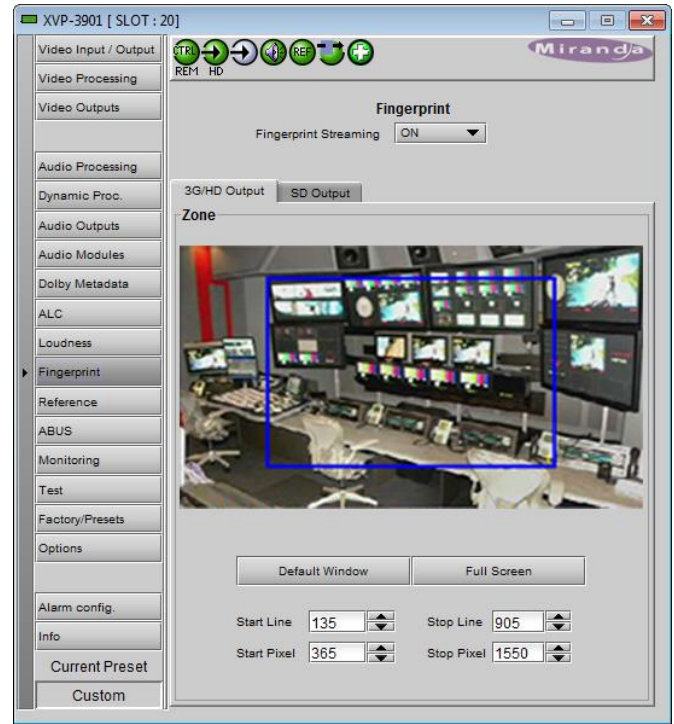 XVP-3901 [ SLOT : 20]
Video Input / Output
Video Processing
Video Outputs
Audio Processing
Dynamic Proc.
Audio Outputs
Audio Modules
Dolby Metadata
ALC
Loudness
Fingerprint
Reference
ABUS
Monitoring
Test
Factory/Presets
Options
Alarm config.
Info
Current Preset
Custom
CTRL
REF
Miranda
REM HD
Fingerprint
Fingerprint Streaming ON
3G/HD Output SD Output
Zone
Default Window Full Screen
Start Line 135 Stop Line 905
Start Pixel 365 Stop Pixel 1550